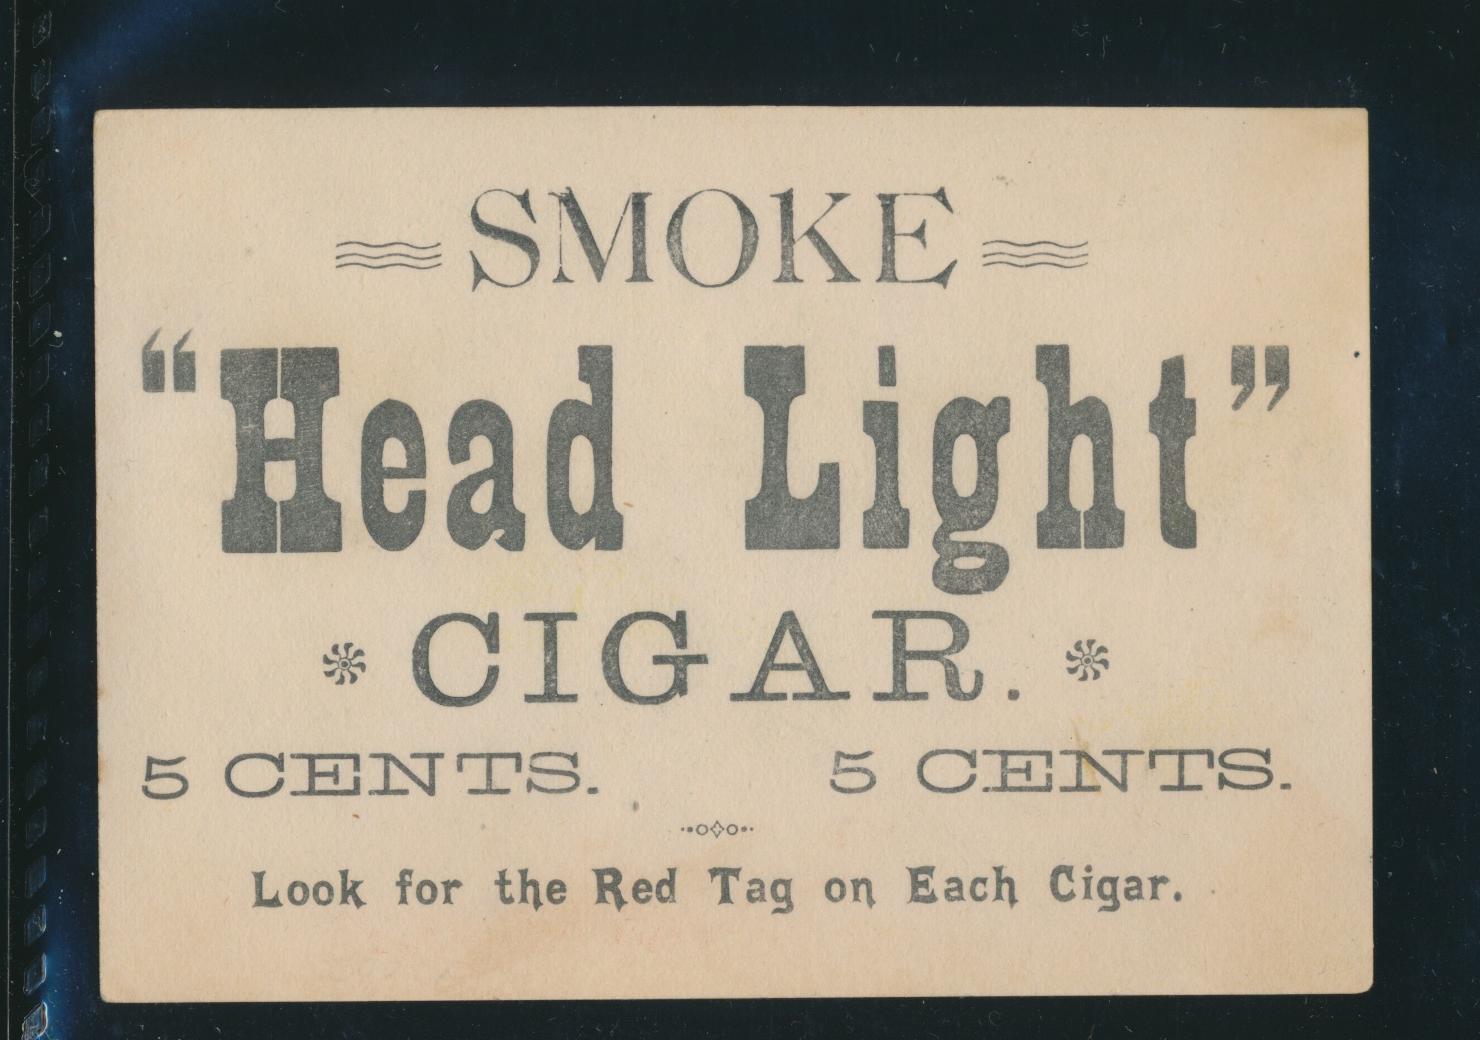 SMOKE
“Head Light”
CIGAR.
5 CENTS. 5 CENTS.
Look for the Red Tag on Each Cigar.